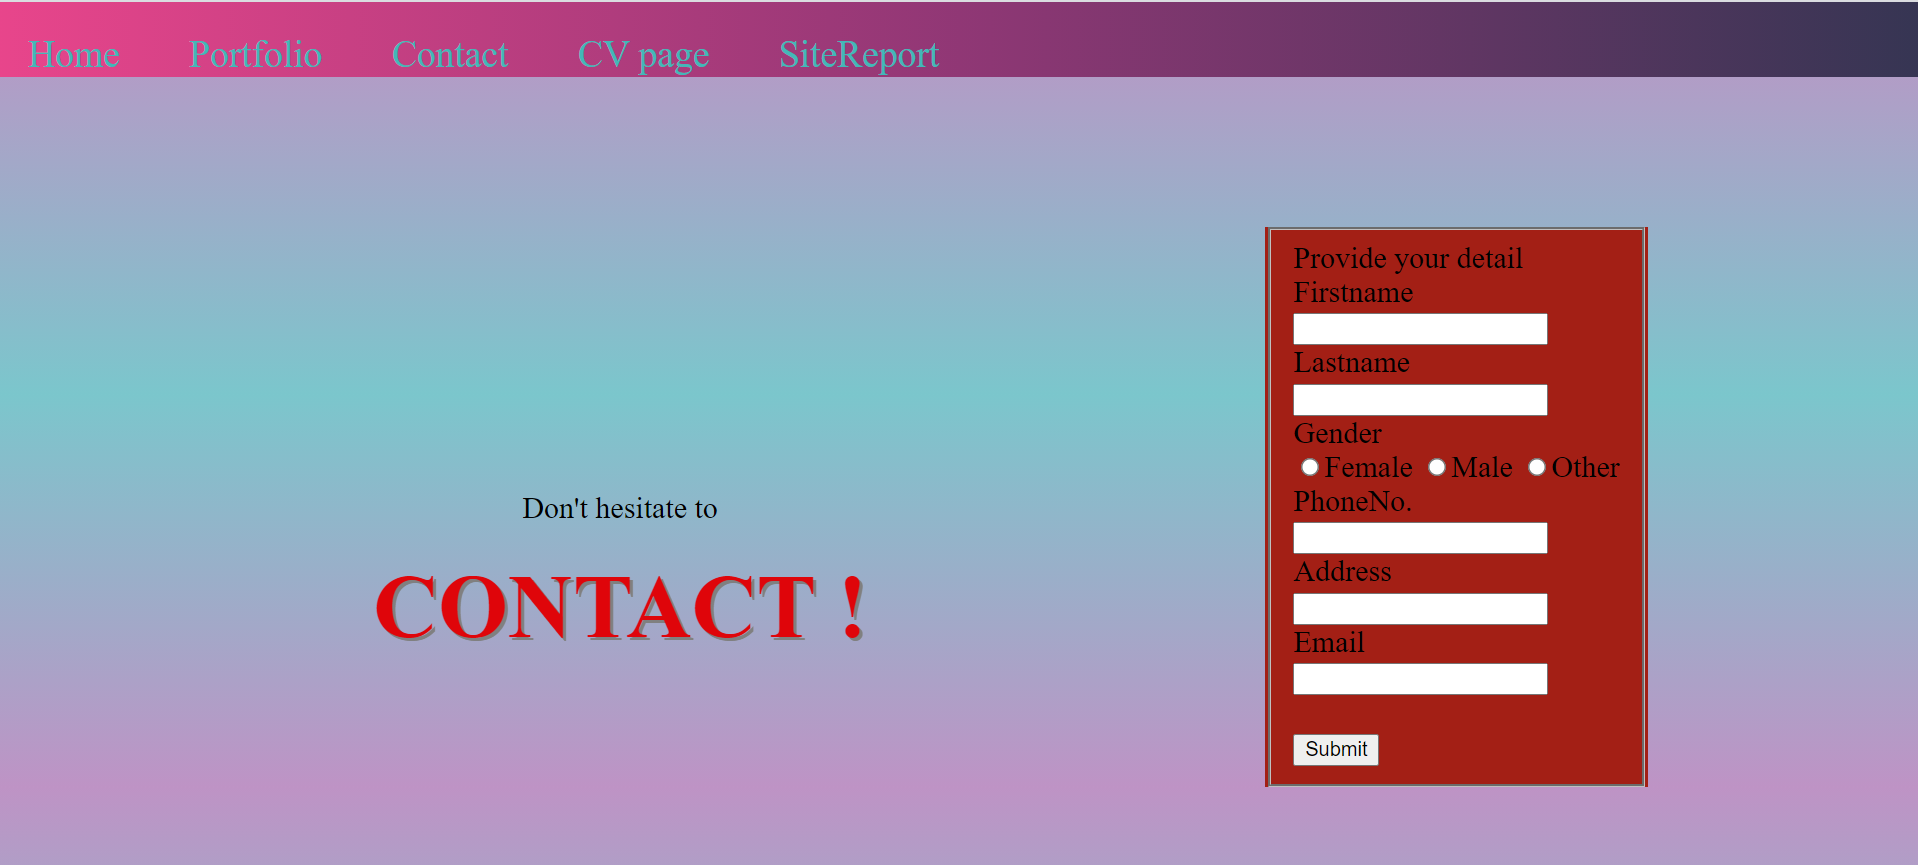 Home Portfolio Contact CV page SiteReport
Don't hesitate to
CONTACT !
Provide your detail
Firstname
Lastname
Gender
Female Male Other
PhoneNo.
Address
Email
Submit